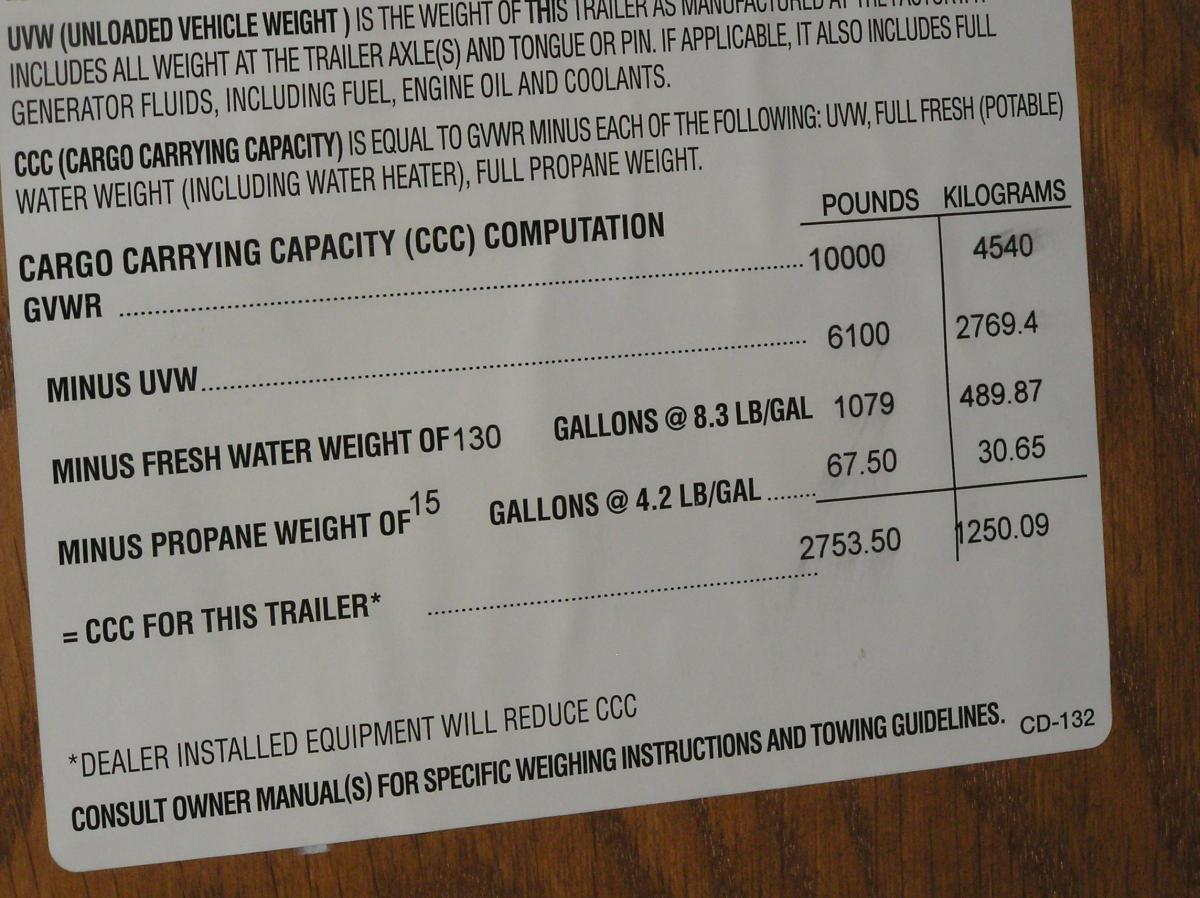 UVW (UNLOADED VEHICLE WEIGHT ) IS THE WEIGHT OF THIS TRAILER AS MANUFACTURED AT THE FACTORY.
INCLUDES ALL WEIGHT AT THE TRAILER AXLE(S) AND TONGUE OR PIN. IF APPLICABLE, IT ALSO INCLUDES FULL
GENERATOR FLUIDS, INCLUDING FUEL, ENGINE OIL AND COOLANTS.
CCC (CARGO CARRYING CAPACITY) IS EQUAL TO GVWR MINUS EACH OF THE FOLLOWING: UVW, FULL FRESH (POTABLE)
WATER WEIGHT (INCLUDING WATER HEATER), FULL PROPANE WEIGHT.
POUNDS KILOGRAMS
CARGO CARRYING CAPACITY (CCC) COMPUTATION
GVWR ........ 10000 4540
MINUS UVW........ 6100 2769.4
MINUS FRESH WATER WEIGHT OF 130 GALLONS @ 8.3 LB/GAL 1079 489.87
MINUS PROPANE WEIGHT OF 15 GALLONS @ 4.2 LB/GAL ........ 67.50 30.65
= CCC FOR THIS TRAILER* ........ 2753.50 1250.09
*DEALER INSTALLED EQUIPMENT WILL REDUCE CCC
CONSULT OWNER MANUAL(S) FOR SPECIFIC WEIGHING INSTRUCTIONS AND TOWING GUIDELINES. CD-132